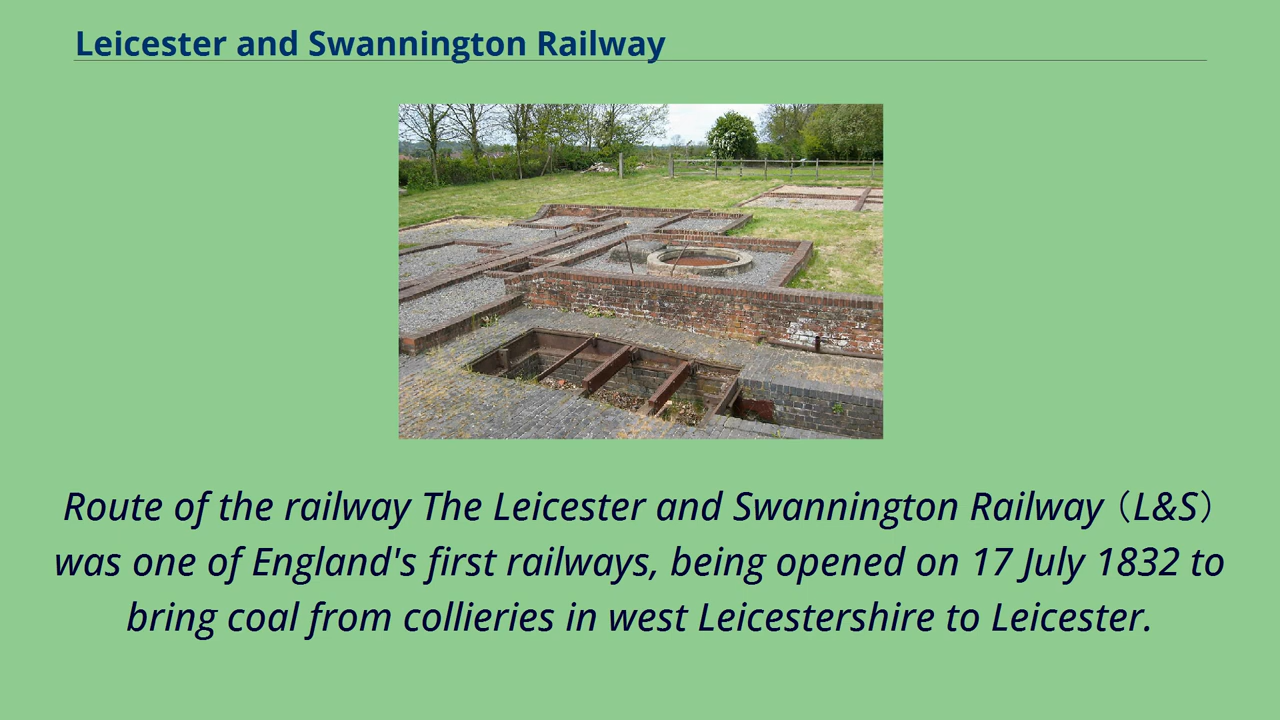 Leicester and Swannington Railway
Route of the railway The Leicester and Swannington Railway（L&S）
was one of England's first railways, being opened on 17 July 1832 to
bring coal from collieries in west Leicestershire to Leicester.